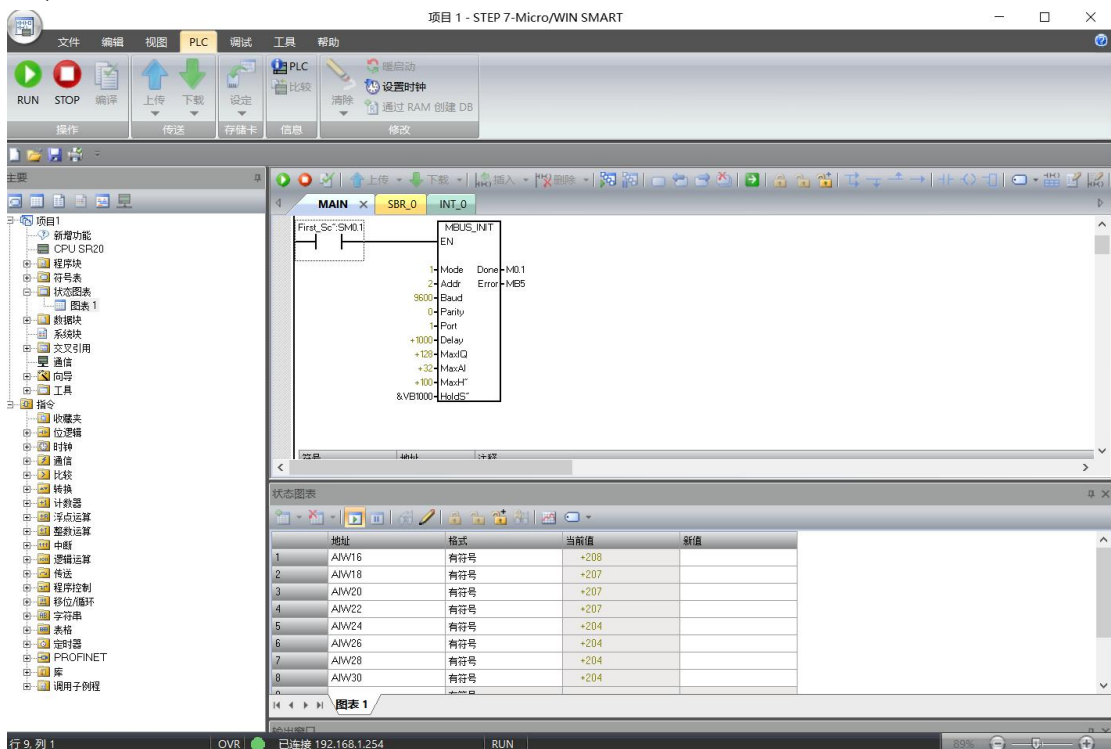 项目 1 - STEP 7-Micro/WIN SMART
文件 编辑 视图 PLC 调试 工具 帮助
RUN STOP 编译 上传 下载 设定 PLC 比较 清除 暖启动 设置时钟 通过 RAM 创建 DB
操作 传送 存储卡 信息 修改
主要
项目1
新增功能
CPU SR20
程序块
符号表
状态图表
图表 1
数据块
系统块
交叉引用
通信
向导
工具
指令
收藏夹
位逻辑
时钟
通信
比较
转换
计数器
浮点运算
整数运算
中断
逻辑运算
传送
程序控制
移位/循环
字符串
表格
定时器
PROFINET
库
调用子例程
上传 下载 插入 删除
MAIN SBR_0 INT_0
First_Sc~:SM0.1 MBUS_INIT
EN
1 Mode Done M0.1
2 Addr Error MB5
9600 Baud
0 Parity
1 Port
+1000 Delay
+128 MaxIQ
+32 MaxAI
+100 MaxH~
&VB1000 HoldS~
符号 地址 注释
状态图表
地址 格式 当前值 新值
1 AIW16 有符号 +208
2 AIW18 有符号 +207
3 AIW20 有符号 +207
4 AIW22 有符号 +207
5 AIW24 有符号 +204
6 AIW26 有符号 +204
7 AIW28 有符号 +204
8 AIW30 有符号 +204
图表 1
输出窗口
行 9, 列 1 OVR 已连接 192.168.1.254 RUN 89%